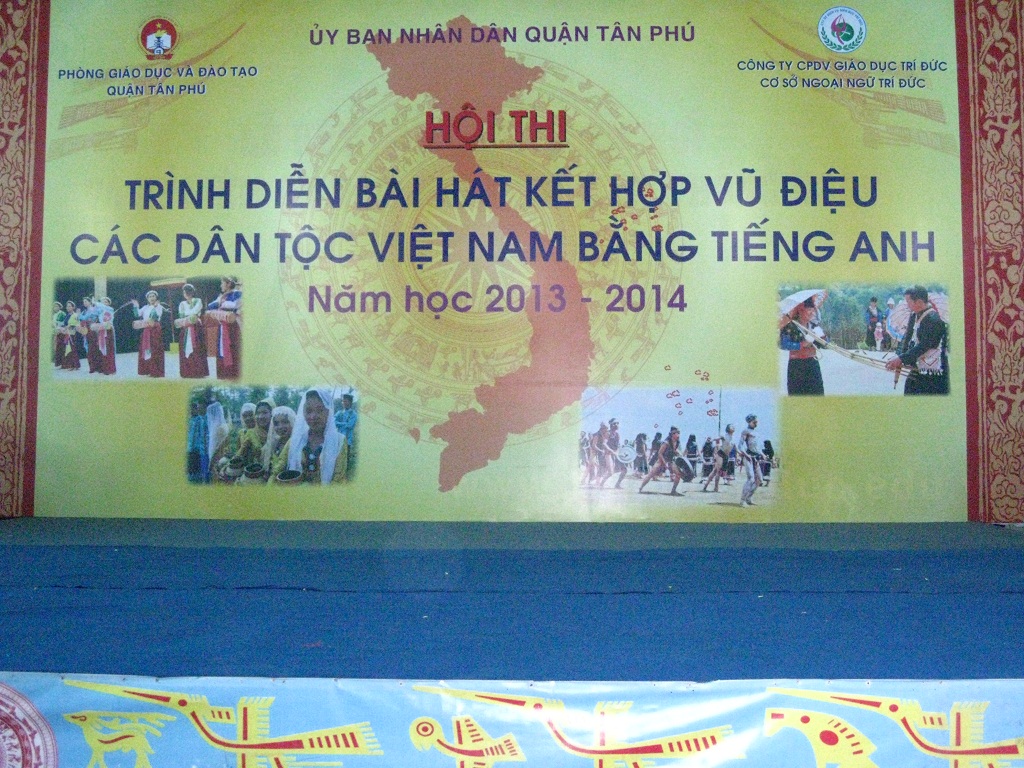 ỦY BAN NHÂN DÂN QUẬN TÂN PHÚ
PHÒNG GIÁO DỤC VÀ ĐÀO TẠO
QUẬN TÂN PHÚ
CÔNG TY CPDV GIÁO DỤC TRÍ ĐỨC
CƠ SỞ NGOẠI NGỮ TRÍ ĐỨC
HỘI THI
TRÌNH DIỄN BÀI HÁT KẾT HỢP VŨ ĐIỆU
CÁC DÂN TỘC VIỆT NAM BẰNG TIẾNG ANH
Năm học 2013 - 2014